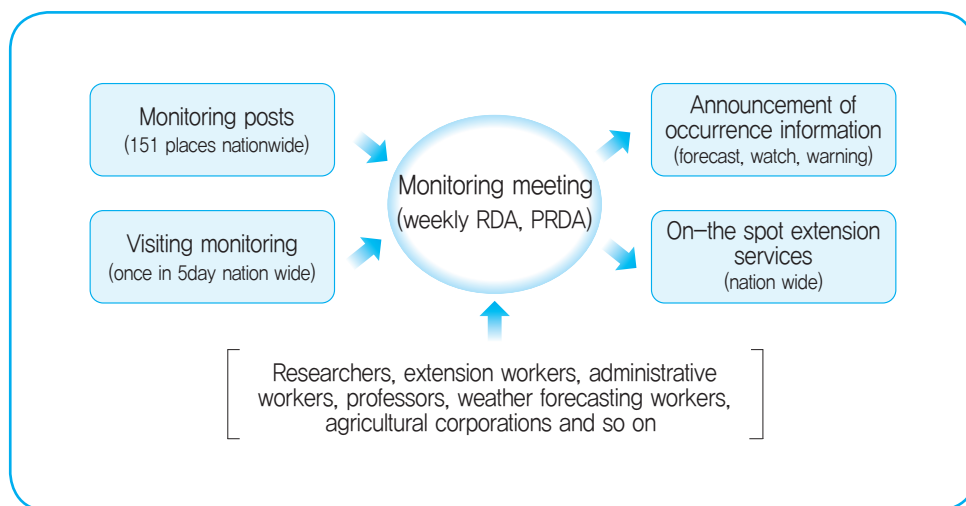 Monitoring posts
(151 places nationwide)
Visiting monitoring
(once in 5day nation wide)
Monitoring meeting
(weekly RDA, PRDA)
Announcement of
occurrence information
(forecast, watch, warning)
On-the spot extension
services
(nation wide)
Researchers, extension workers, administrative
workers, professors, weather forecasting workers,
agricultural corporations and so on